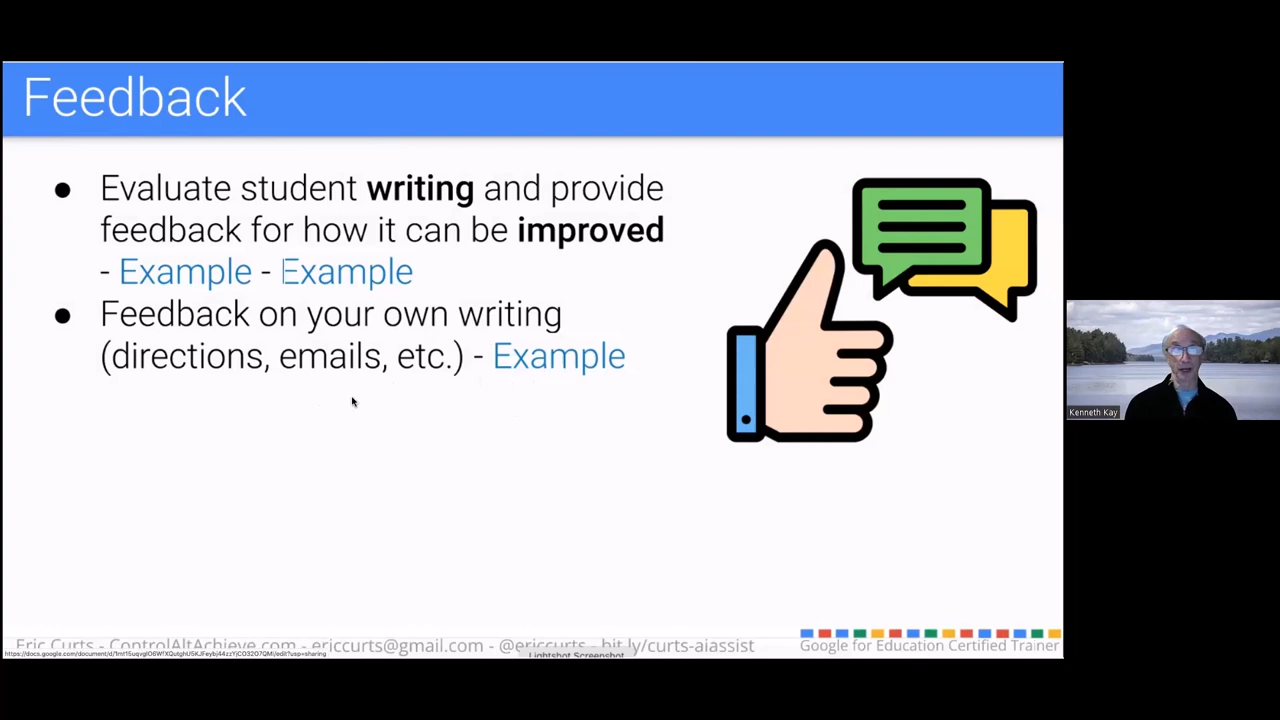 Feedback
● Evaluate student writing and provide
feedback for how it can be improved
- Example - Example
● Feedback on your own writing
(directions, emails, etc.) - Example
Kenneth Kay
Eric Curts - ControlAltAchieve.com - ericcurts@gmail.com - @ericcurts - bit.ly/curts-aiassist
Google for Education Certified Trainer
Lightshot Screenshot